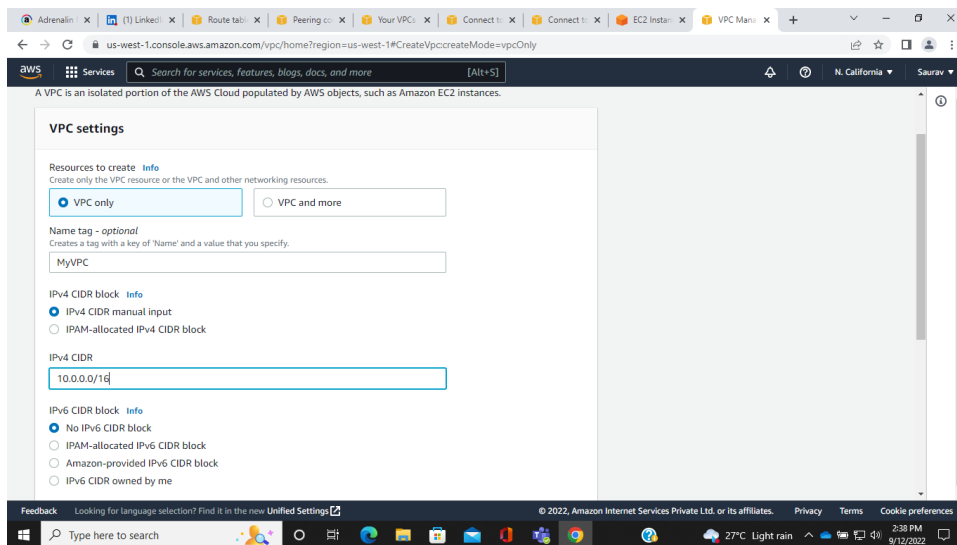 Adrenalin
(1) LinkedI
Route tabl
Peering co
Your VPCs
Connect to
Connect to
EC2 Instan
VPC Mana
us-west-1.console.aws.amazon.com/vpc/home?region=us-west-1#CreateVpc:createMode=vpcOnly
aws
Services
Search for services, features, blogs, docs, and more
[Alt+S]
N. California
Saurav
A VPC is an isolated portion of the AWS Cloud populated by AWS objects, such as Amazon EC2 instances.
VPC settings
Resources to create Info
Create only the VPC resource or the VPC and other networking resources.
VPC only
VPC and more
Name tag - optional
Creates a tag with a key of 'Name' and a value that you specify.
MyVPC
IPv4 CIDR block Info
IPv4 CIDR manual input
IPAM-allocated IPv4 CIDR block
IPv4 CIDR
10.0.0.0/16
IPv6 CIDR block Info
No IPv6 CIDR block
IPAM-allocated IPv6 CIDR block
Amazon-provided IPv6 CIDR block
IPv6 CIDR owned by me
Feedback
Looking for language selection? Find it in the new Unified Settings
© 2022, Amazon Internet Services Private Ltd. or its affiliates.
Privacy
Terms
Cookie preferences
Type here to search
27°C Light rain
2:38 PM
9/12/2022